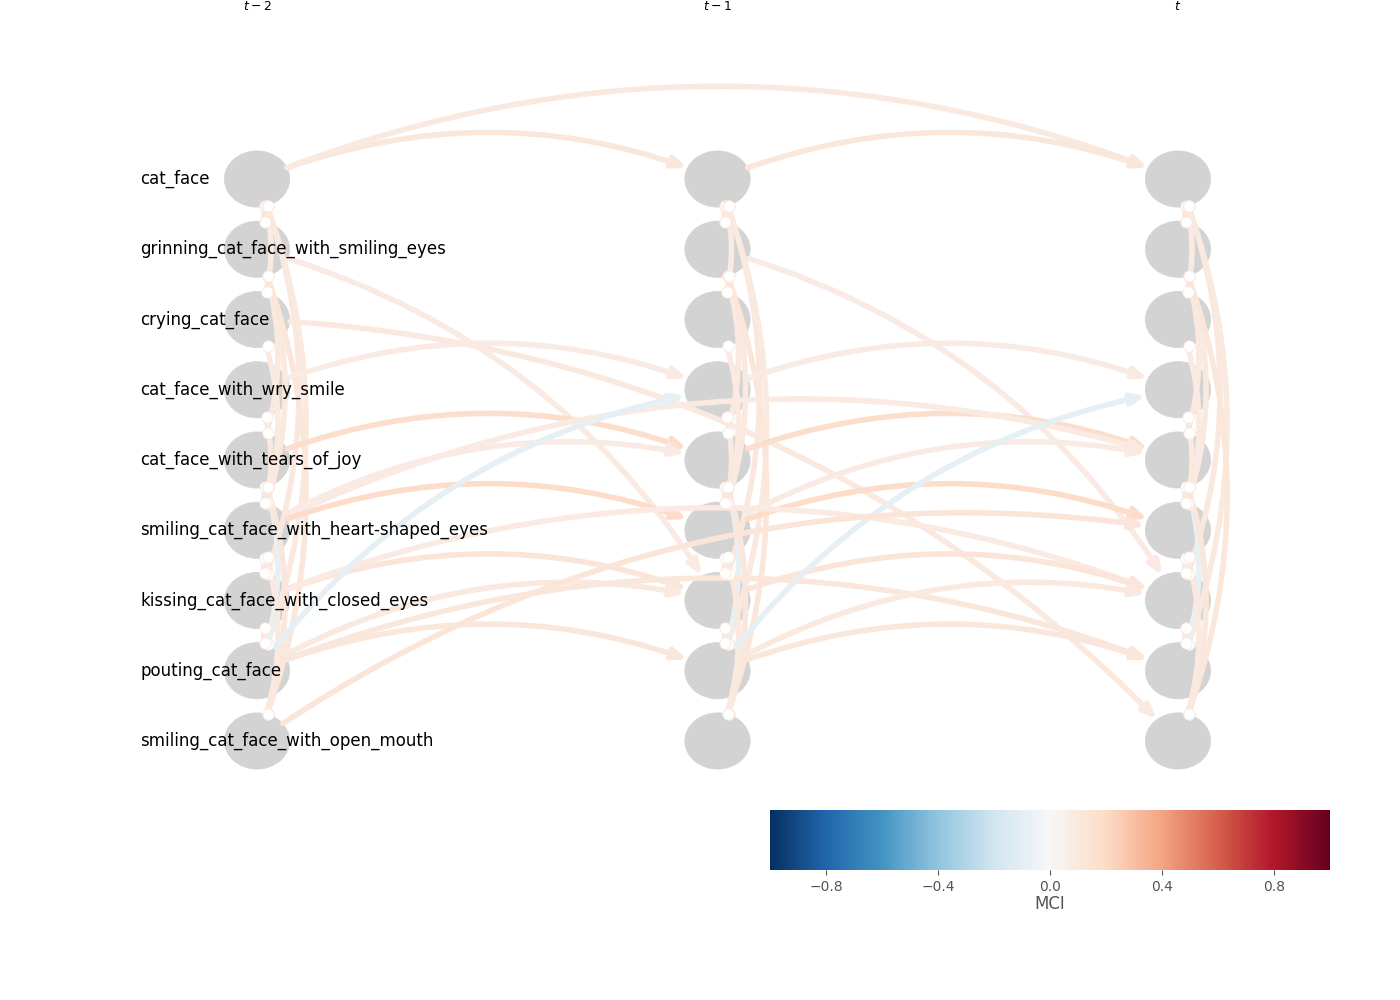 t − 2 t − 1 t
cat_face
grinning_cat_face_with_smiling_eyes
crying_cat_face
cat_face_with_wry_smile
cat_face_with_tears_of_joy
smiling_cat_face_with_heart-shaped_eyes
kissing_cat_face_with_closed_eyes
pouting_cat_face
smiling_cat_face_with_open_mouth
−0.8 −0.4 0.0 0.4 0.8
MCI